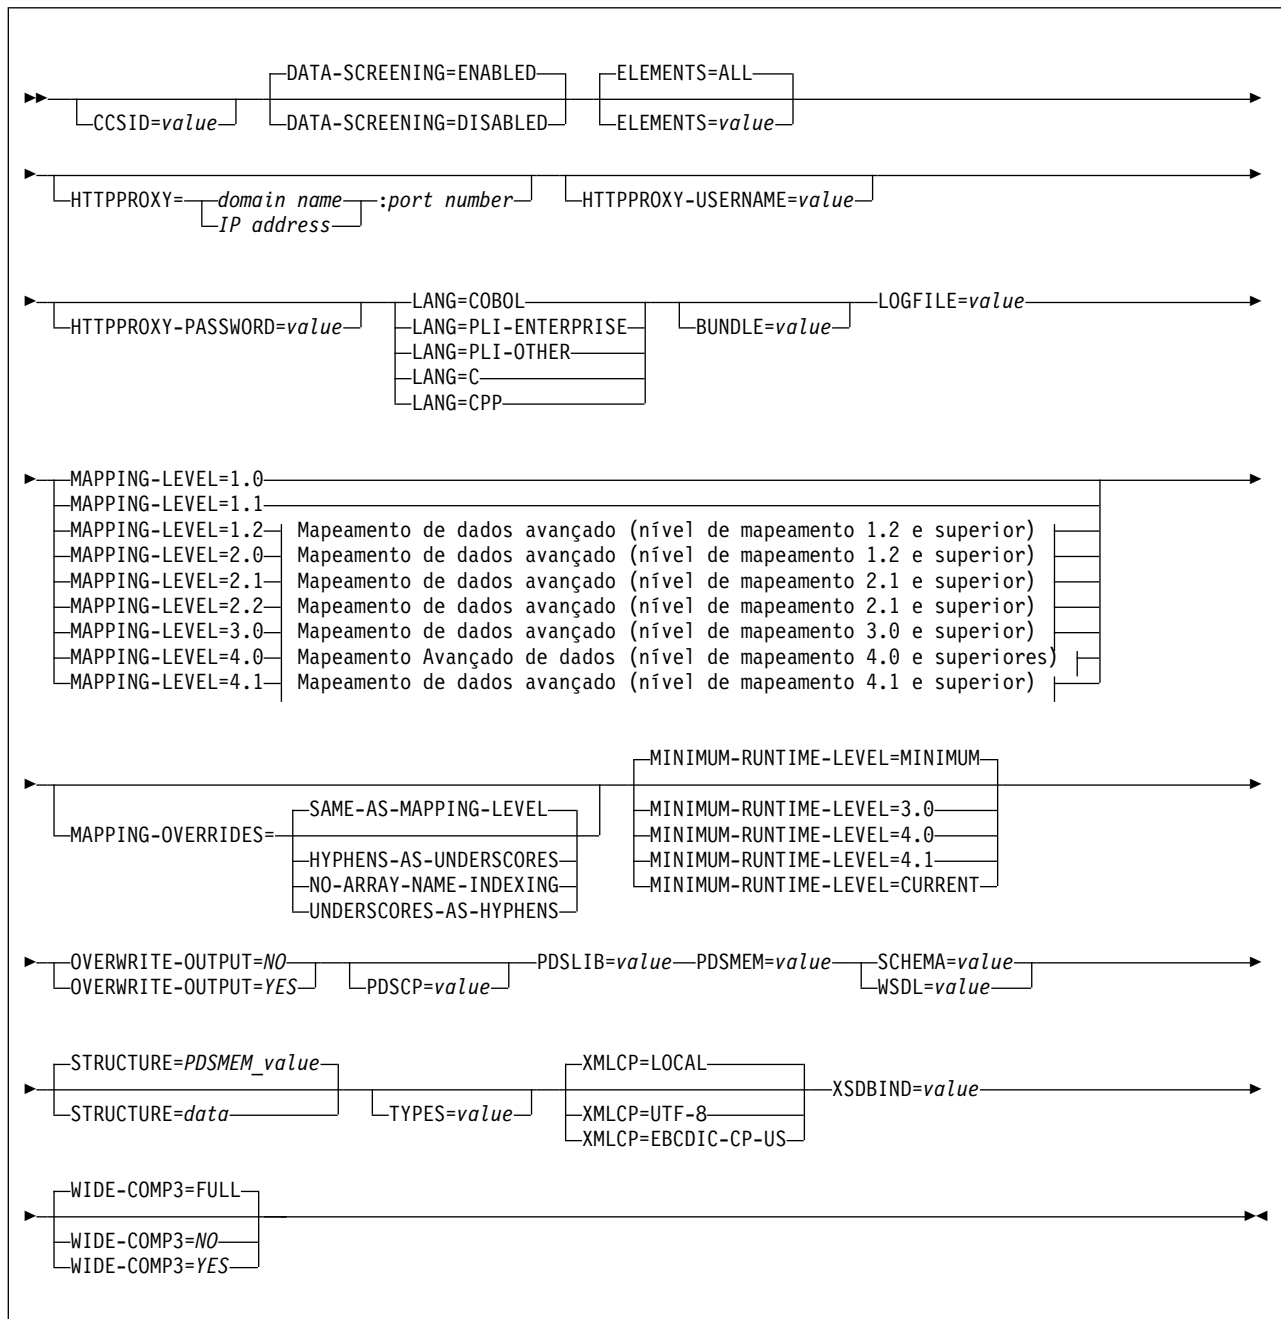 DATA-SCREENING=ENABLED ELEMENTS=ALL
CCSID=value DATA-SCREENING=DISABLED ELEMENTS=value
HTTPPROXY= domain name :port number HTTPPROXY-USERNAME=value
IP address
LANG=COBOL LOGFILE=value
HTTPPROXY-PASSWORD=value LANG=PLI-ENTERPRISE BUNDLE=value
LANG=PLI-OTHER
LANG=C
LANG=CPP
MAPPING-LEVEL=1.0
MAPPING-LEVEL=1.1
MAPPING-LEVEL=1.2 Mapeamento de dados avançado (nível de mapeamento 1.2 e superior)
MAPPING-LEVEL=2.0 Mapeamento de dados avançado (nível de mapeamento 1.2 e superior)
MAPPING-LEVEL=2.1 Mapeamento de dados avançado (nível de mapeamento 2.1 e superior)
MAPPING-LEVEL=2.2 Mapeamento de dados avançado (nível de mapeamento 2.1 e superior)
MAPPING-LEVEL=3.0 Mapeamento de dados avançado (nível de mapeamento 3.0 e superior)
MAPPING-LEVEL=4.0 Mapeamento Avançado de dados (nível de mapeamento 4.0 e superiores)
MAPPING-LEVEL=4.1 Mapeamento de dados avançado (nível de mapeamento 4.1 e superior)
MINIMUM-RUNTIME-LEVEL=MINIMUM
SAME-AS-MAPPING-LEVEL MINIMUM-RUNTIME-LEVEL=3.0
MAPPING-OVERRIDES= MINIMUM-RUNTIME-LEVEL=4.0
HYPHENS-AS-UNDERSCORES MINIMUM-RUNTIME-LEVEL=4.1
NO-ARRAY-NAME-INDEXING MINIMUM-RUNTIME-LEVEL=CURRENT
UNDERSCORES-AS-HYPHENS
OVERWRITE-OUTPUT=NO PDSLIB=value PDSMEM=value SCHEMA=value
OVERWRITE-OUTPUT=YES PDSCP=value WSDL=value
STRUCTURE=PDSMEM_value XMLCP=LOCAL
XSDBIND=value
STRUCTURE=data TYPES=value XMLCP=UTF-8
XMLCP=EBCDIC-CP-US
WIDE-COMP3=FULL
WIDE-COMP3=NO
WIDE-COMP3=YES